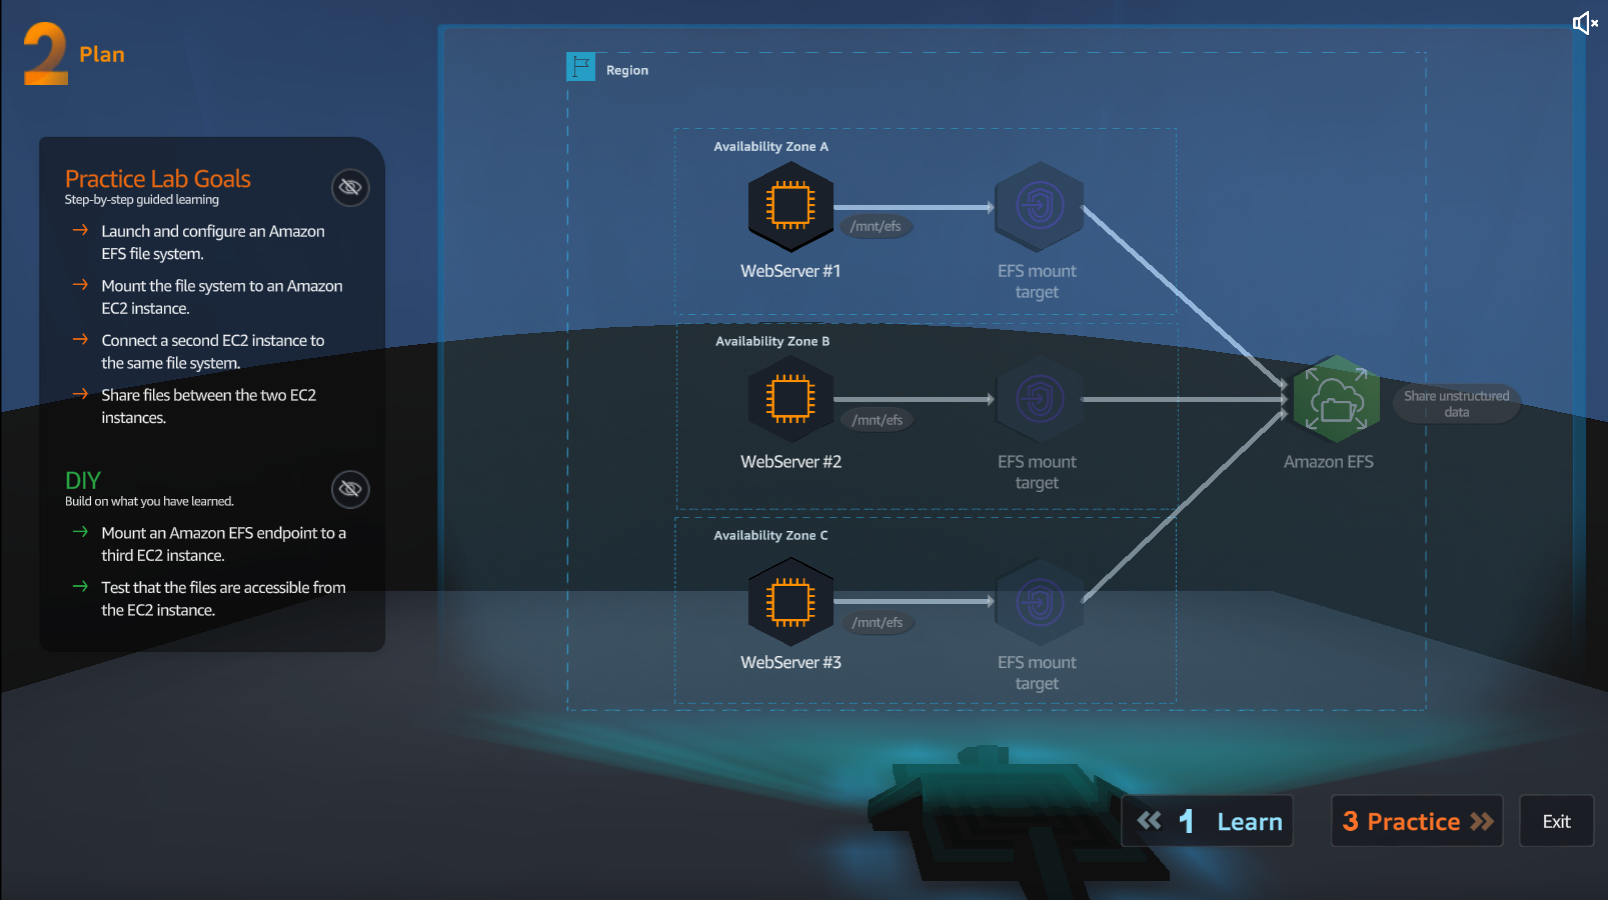 2 Plan
Practice Lab Goals
Step-by-step guided learning
Launch and configure an Amazon
EFS file system.
Mount the file system to an Amazon
EC2 instance.
Connect a second EC2 instance to
the same file system.
Share files between the two EC2
instances.
DIY
Build on what you have learned.
Mount an Amazon EFS endpoint to a
third EC2 instance.
Test that the files are accessible from
the EC2 instance.
Region
Availability Zone A
/mnt/efs
WebServer #1
EFS mount
target
Availability Zone B
/mnt/efs
WebServer #2
EFS mount
target
Availability Zone C
/mnt/efs
WebServer #3
EFS mount
target
Amazon EFS
Share unstructured
data
1 Learn
3 Practice
Exit